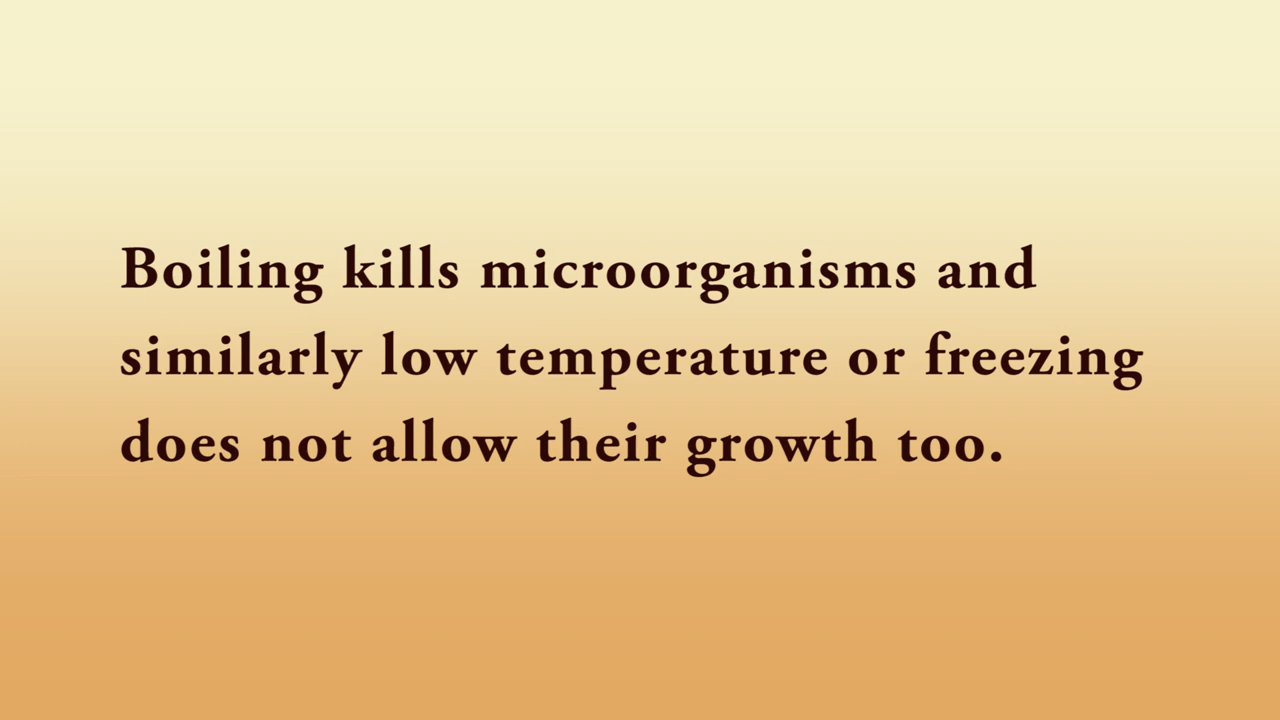 Boiling kills microorganisms and
similarly low temperature or freezing
does not allow their growth too.